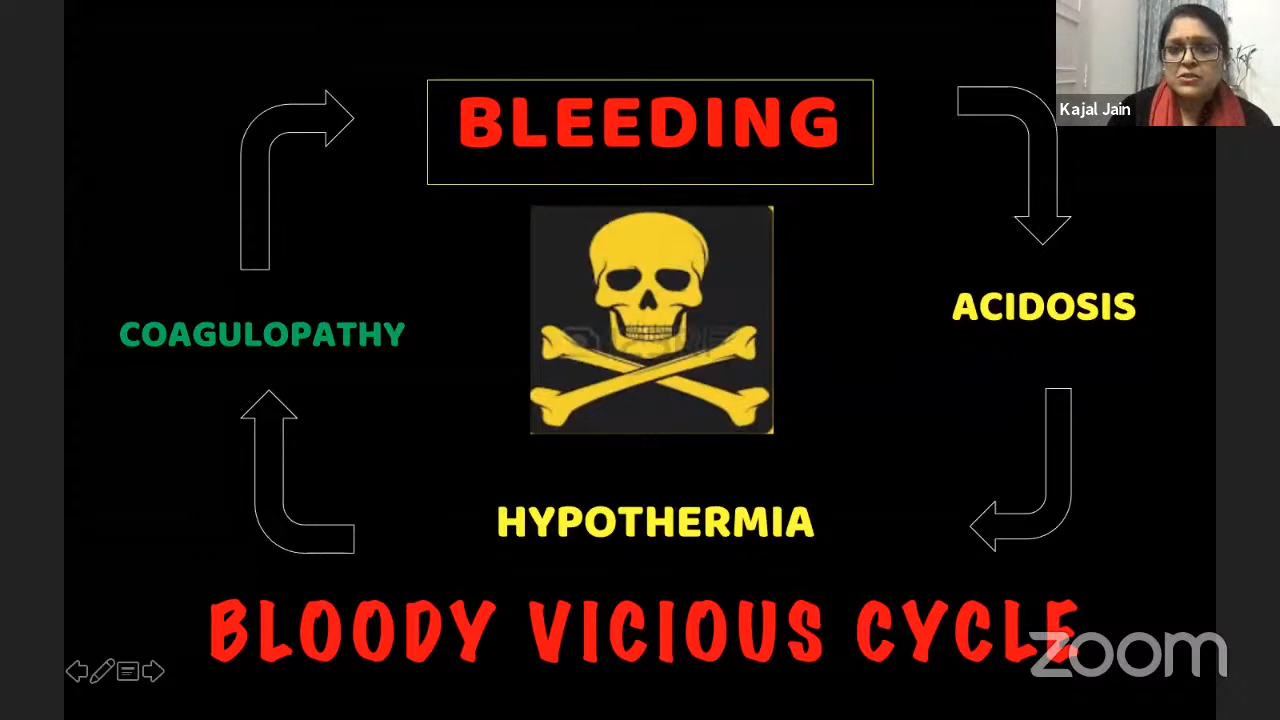 BLEEDING
Kajal Jain
ACIDOSIS
COAGULOPATHY
HYPOTHERMIA
BLOODY VICIOUS CYCLE
zoom